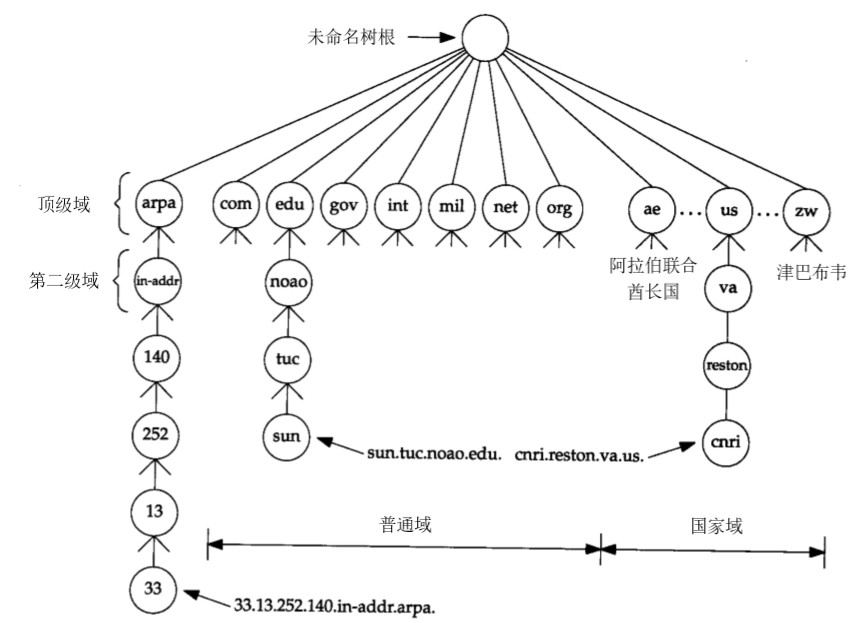 未命名树根
顶级域
arpa
com
edu
gov
int
mil
net
org
ae
...
us
...
zw
第二级域
in-addr
noao
阿拉伯联合
酋长国
va
津巴布韦
140
tuc
reston
252
sun
sun.tuc.noao.edu.
cnri.reston.va.us.
cnri
13
普通域
国家域
33
33.13.252.140.in-addr.arpa.